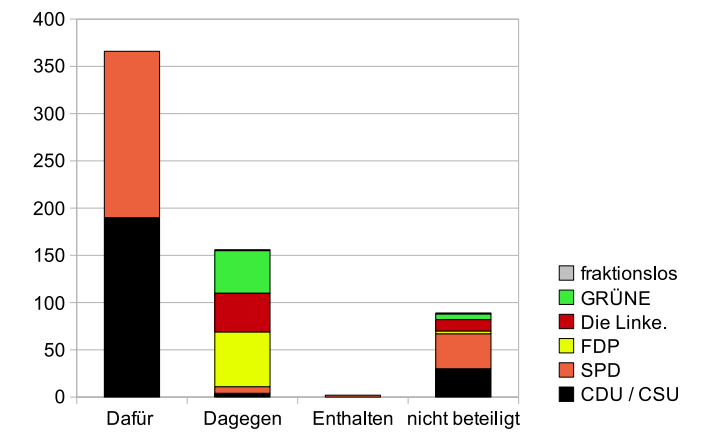 400
350
300
250
200
150
100
50
0
Dafür Dagegen Enthalten nicht beteiligt
fraktionslos
GRÜNE
Die Linke.
FDP
SPD
CDU / CSU